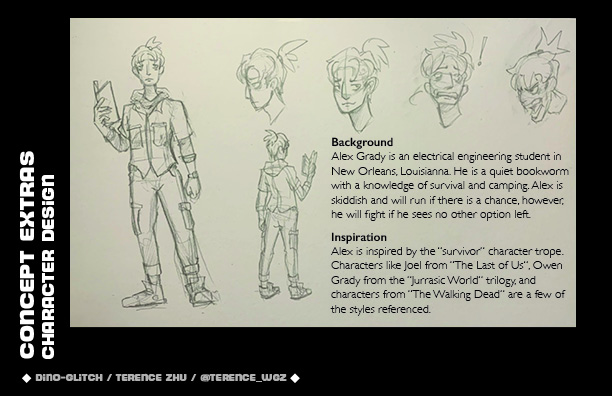 Background
Alex Grady is an electrical engineering student in
New Orleans, Louisianna. He is a quiet bookworm
with a knowledge of survival and camping. Alex is
skiddish and will run if there is a chance, however,
he will fight if he sees no other option left.
Inspiration
Alex is inspired by the "survivor" character trope.
Characters like Joel from "The Last of Us", Owen
Grady from the "Jurrasic World" trilogy, and
characters from "The Walking Dead" are a few of
the styles referenced.
CONCEPT EXTRAS
CHARACTER DESIGN
DINO-GLITCH / TERENCE ZHU / @TERENCE_WGZ